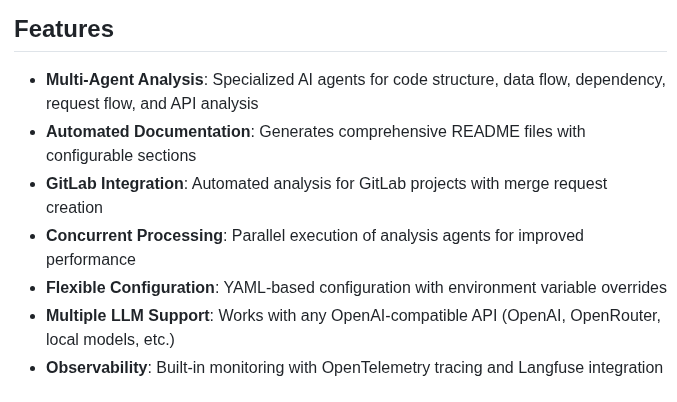 Features
Multi-Agent Analysis: Specialized AI agents for code structure, data flow, dependency,
request flow, and API analysis
Automated Documentation: Generates comprehensive README files with
configurable sections
GitLab Integration: Automated analysis for GitLab projects with merge request
creation
Concurrent Processing: Parallel execution of analysis agents for improved
performance
Flexible Configuration: YAML-based configuration with environment variable overrides
Multiple LLM Support: Works with any OpenAI-compatible API (OpenAI, OpenRouter,
local models, etc.)
Observability: Built-in monitoring with OpenTelemetry tracing and Langfuse integration